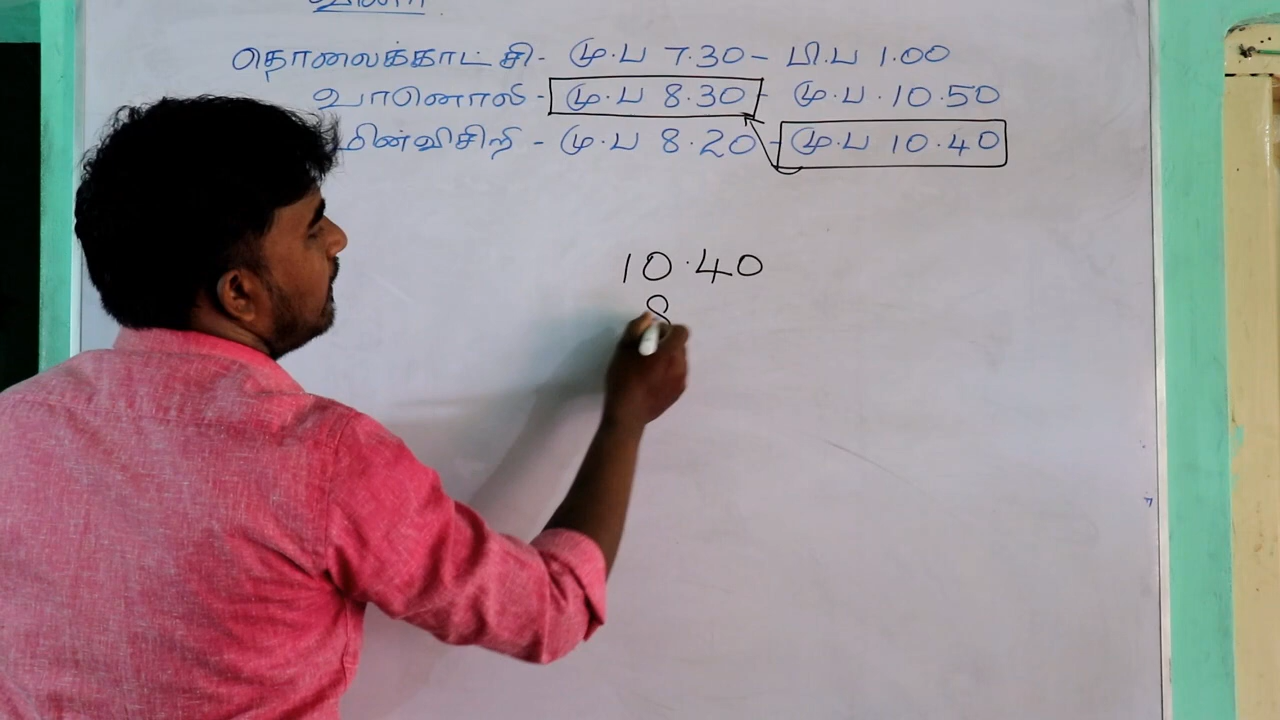 வினா
தொலைக்காட்சி - மு.ப 7.30 - பி.ப 1.00
வானொலி - மு.ப 8.30 - மு.ப . 10.50
மின்விசிறி - மு.ப 8.20 - மு.ப 10.40
10.40
8